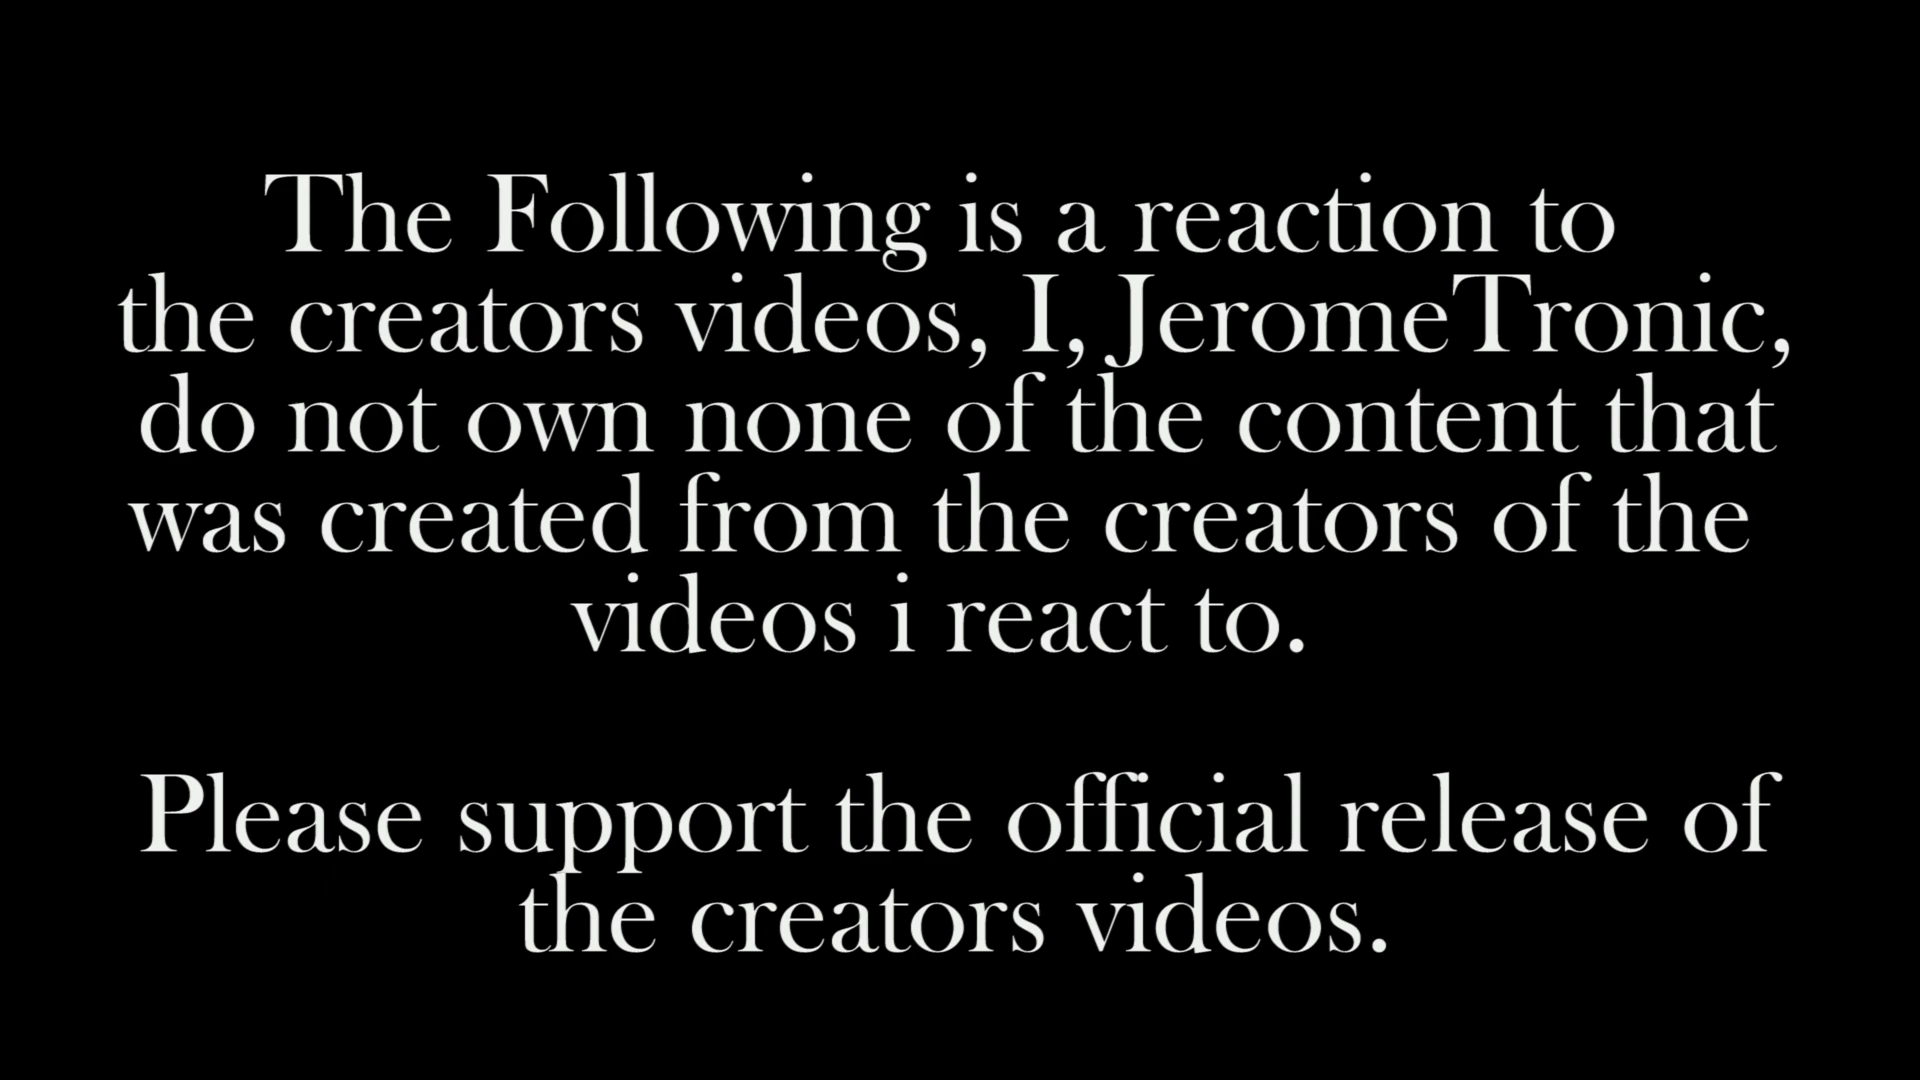 The Following is a reaction to
the creators videos, I, JeromeTronic,
do not own none of the content that
was created from the creators of the
videos i react to.
Please support the official release of
the creators videos.